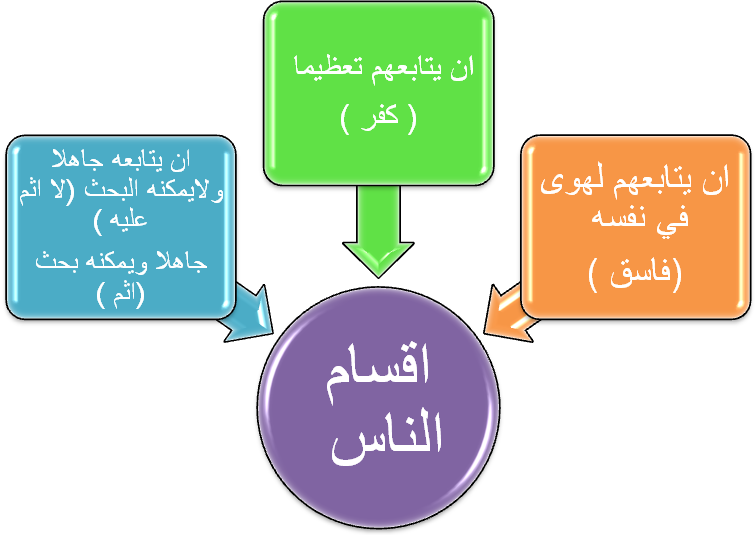 ان يتابعهم تعظيما
( كفر )
ان يتابعهم لهوى
في نفسه
(فاسق )
ان يتابعه جاهلا
ولايمكنه البحث (لا اثم
عليه )
جاهلا ويمكنه بحث
(اثم )
اقسام
الناس